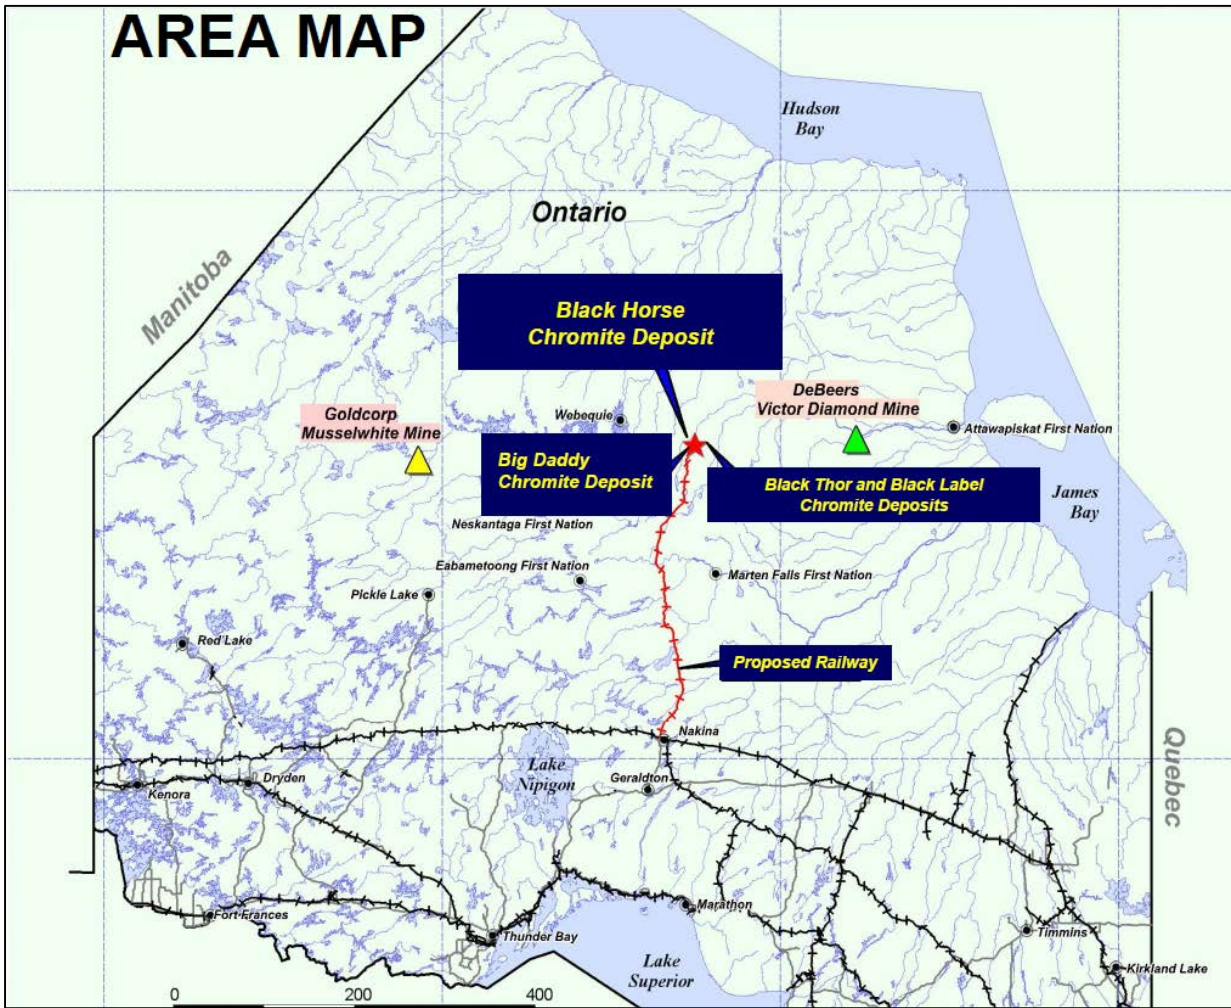 AREA MAP
Hudson
Bay
Ontario
Manitoba
Black Horse
Chromite Deposit
DeBeers
Victor Diamond Mine
Goldcorp
Musselwhite Mine
Webequie
Attawapiskat First Nation
Big Daddy
Chromite Deposit
Black Thor and Black Label
Chromite Deposits
James
Bay
Neskantaga First Nation
Eabametoong First Nation
Marten Falls First Nation
Pickle Lake
Red Lake
Proposed Railway
Nakina
Quebec
Lake
Nipigon
Geraldton
Dryden
Kenora
Marathon
Fort Frances
Thunder Bay
Timmins
Lake
Superior
Kirkland Lake
0 200 400